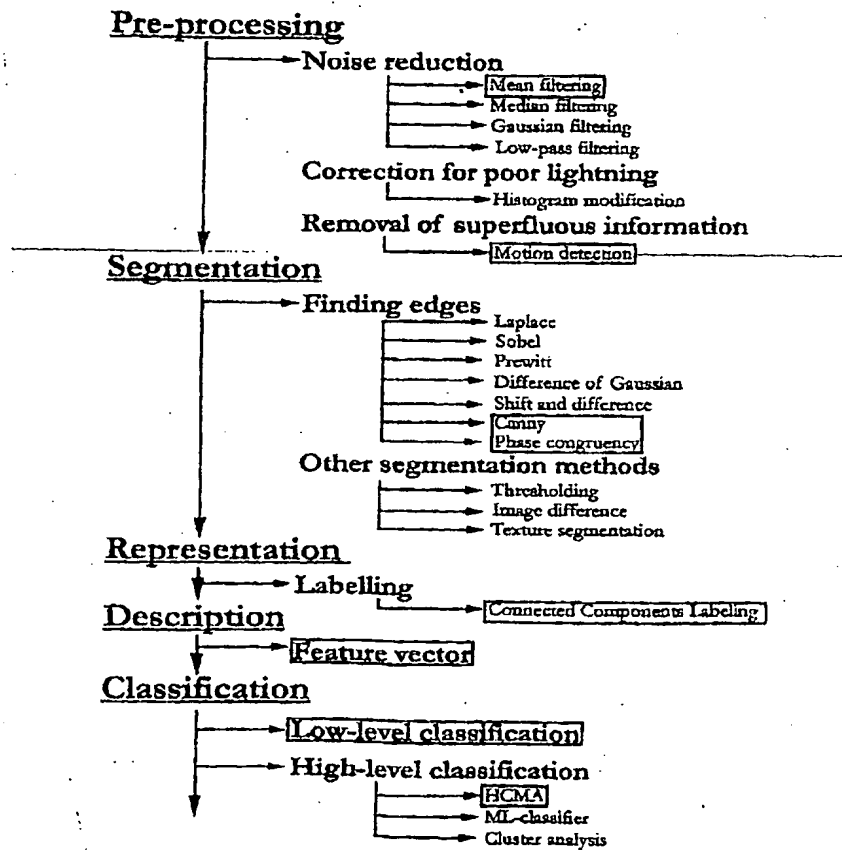 Pre-processing
Noise reduction
Mean filtering
Median filtering
Gaussian filtering
Low-pass filtering
Correction for poor lightning
Histogram modification
Removal of superfluous information
Motion detection
Segmentation
Finding edges
Laplace
Sobel
Prewitt
Difference of Gaussian
Shift and difference
Canny
Phase congruency
Other segmentation methods
Thresholding
Image difference
Texture segmentation
Representation
Labelling
Connected Components Labeling
Description
Feature vector
Classification
Low-level classification
High-level classification
HCMA
ML-classifier
Cluster analysis